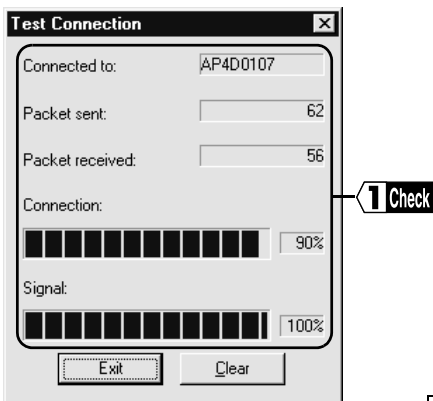 Test Connection
Connected to: AP4D0107
Packet sent: 62
Packet received: 56
Connection:
90%
1 Check
Signal:
100%
Exit Clear